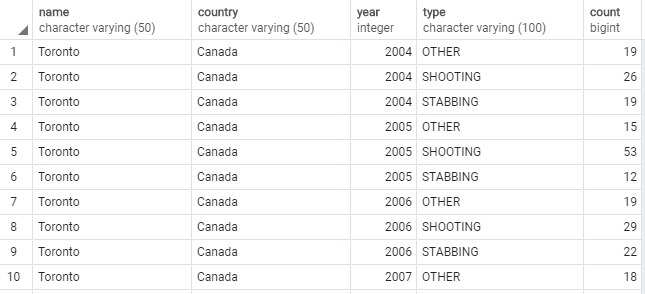 name country year type count
character varying (50) character varying (50) integer character varying (100) bigint
1 Toronto Canada 2004 OTHER 19
2 Toronto Canada 2004 SHOOTING 26
3 Toronto Canada 2004 STABBING 19
4 Toronto Canada 2005 OTHER 15
5 Toronto Canada 2005 SHOOTING 53
6 Toronto Canada 2005 STABBING 12
7 Toronto Canada 2006 OTHER 19
8 Toronto Canada 2006 SHOOTING 29
9 Toronto Canada 2006 STABBING 22
10 Toronto Canada 2007 OTHER 18